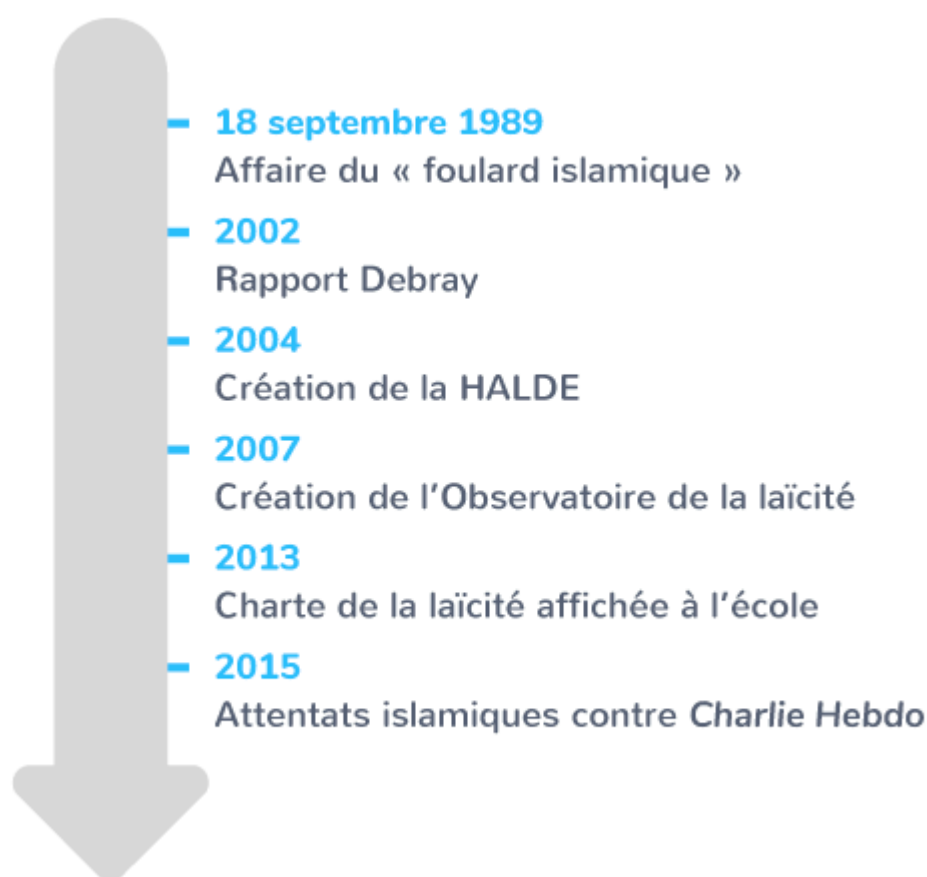 18 septembre 1989
Affaire du « foulard islamique »
2002
Rapport Debray
2004
Création de la HALDE
2007
Création de l’Observatoire de la laïcité
2013
Charte de la laïcité affichée à l’école
2015
Attentats islamiques contre Charlie Hebdo